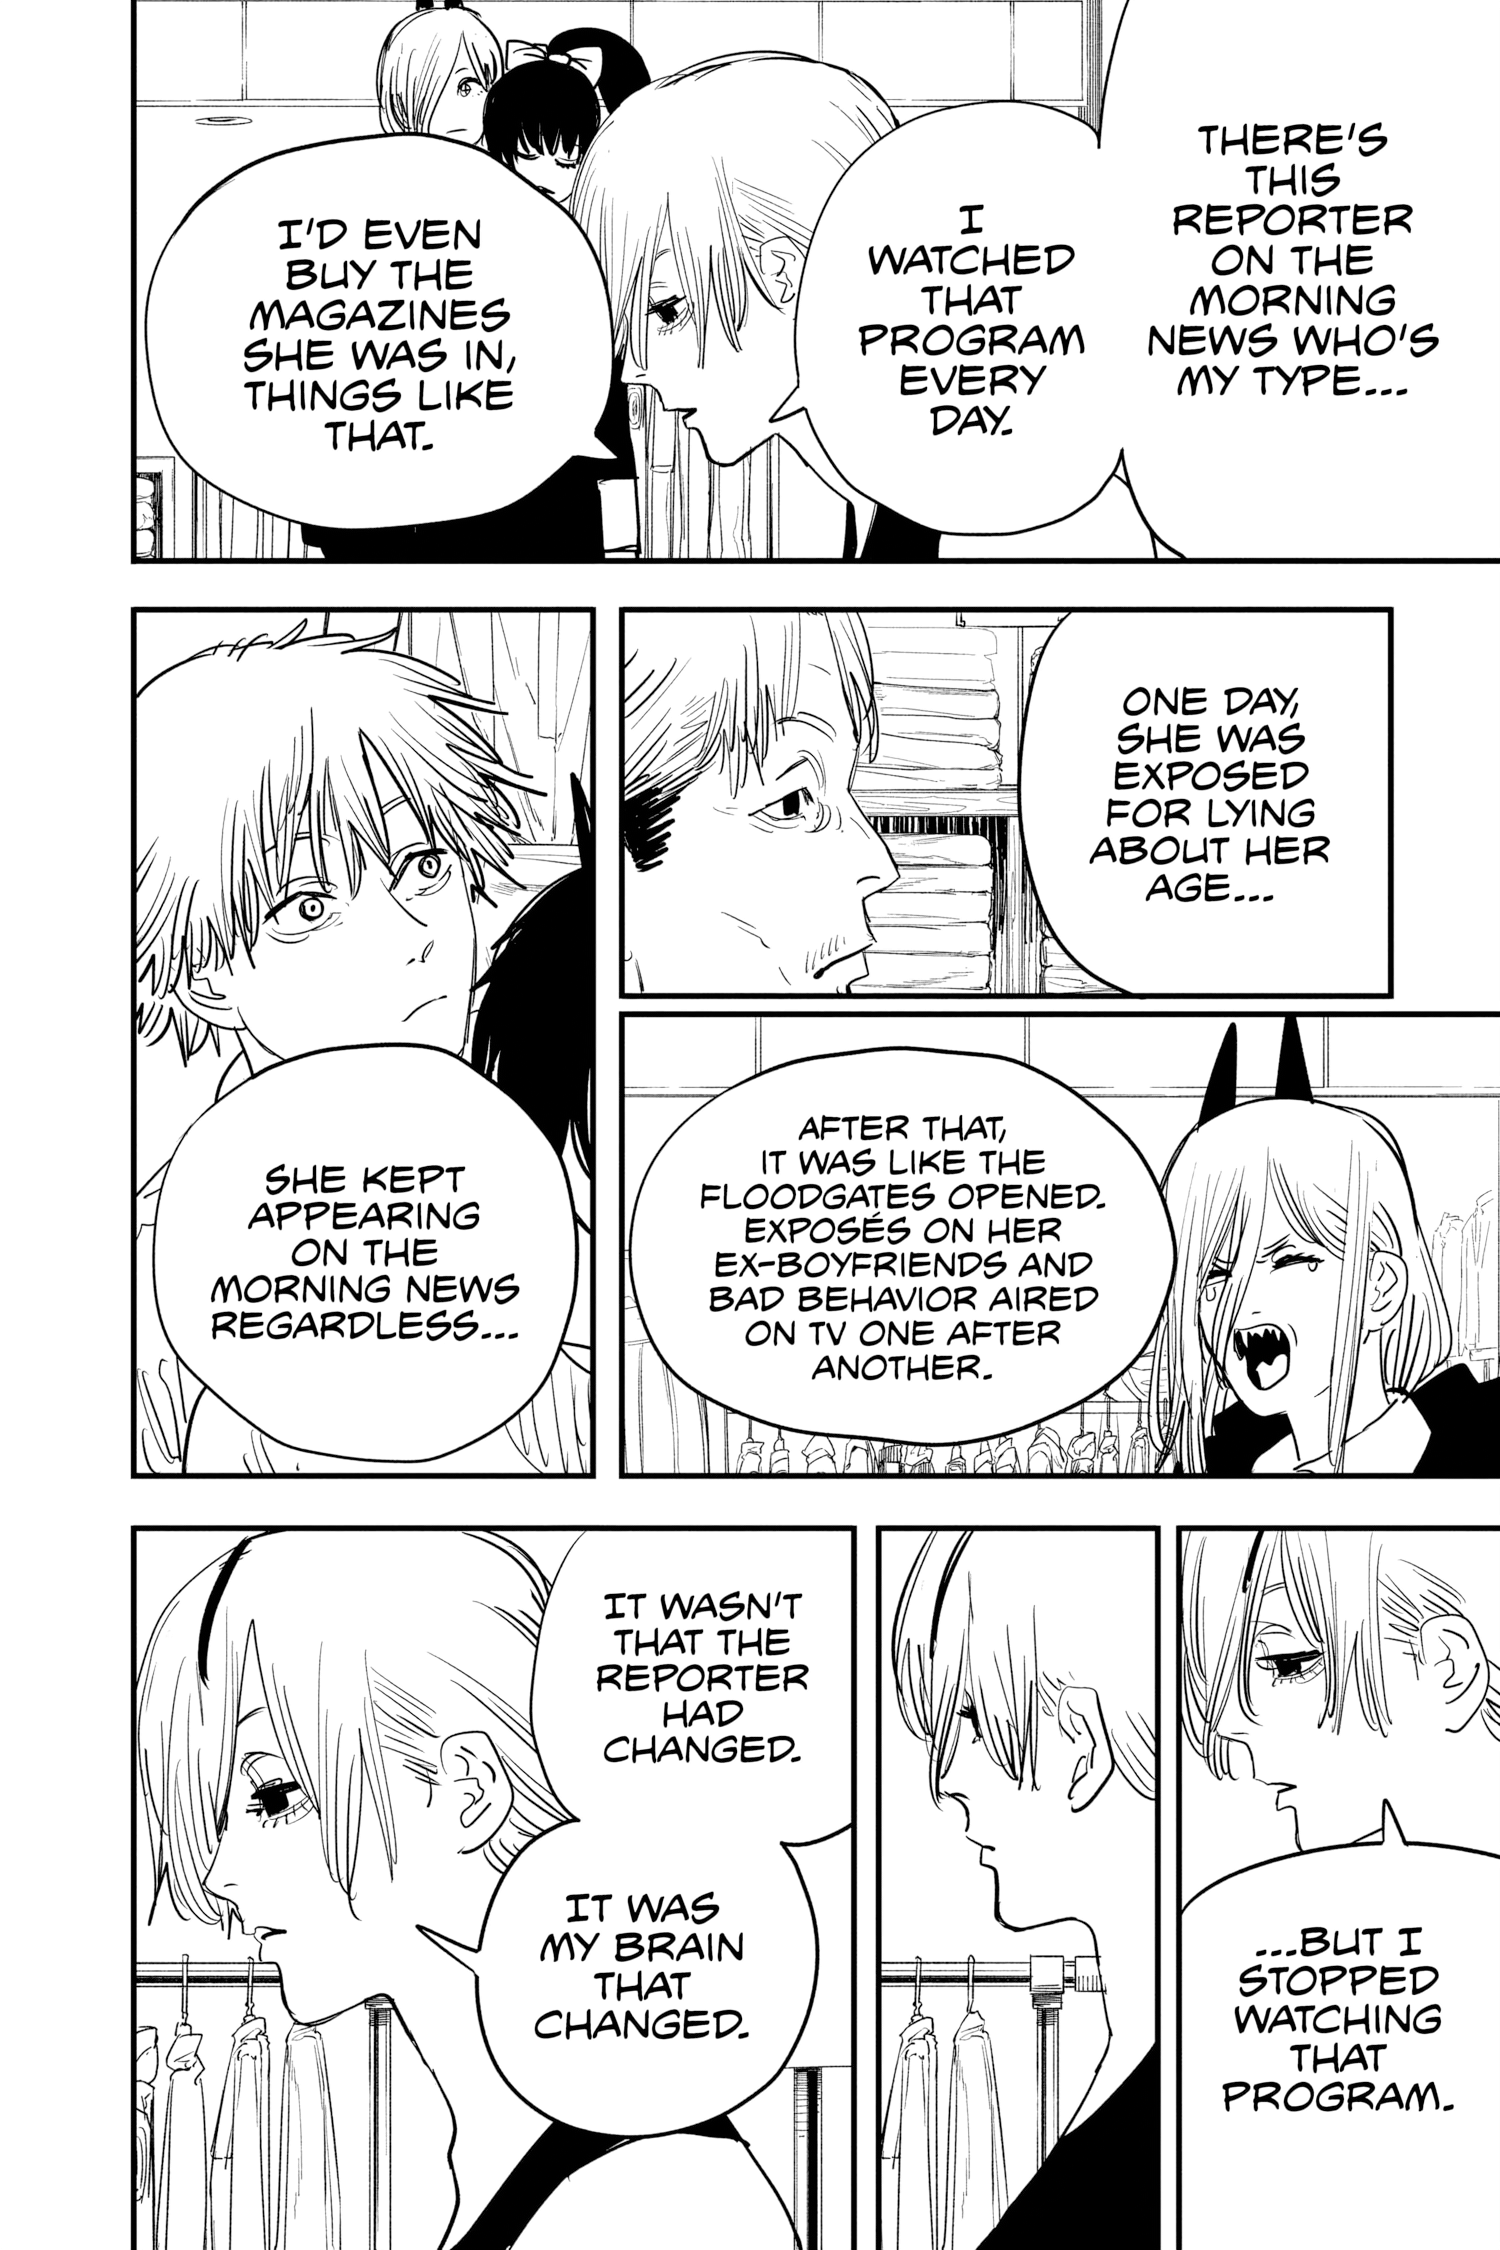 THERE'S
THIS
REPORTER
ON THE
MORNING
NEWS WHO'S
MY TYPE...
I
WATCHED
THAT
PROGRAM
EVERY
DAY.
I'D EVEN
BUY THE
MAGAZINES
SHE WAS IN,
THINGS LIKE
THAT.
ONE DAY,
SHE WAS
EXPOSED
FOR LYING
ABOUT HER
AGE...
AFTER THAT,
IT WAS LIKE THE
FLOODGATES OPENED.
EXPOSÉS ON HER
EX-BOYFRIENDS AND
BAD BEHAVIOR AIRED
ON TV ONE AFTER
ANOTHER.
SHE KEPT
APPEARING
ON THE
MORNING NEWS
REGARDLESS...
...BUT I
STOPPED
WATCHING
THAT
PROGRAM.
IT WASN'T
THAT THE
REPORTER
HAD
CHANGED.
IT WAS
MY BRAIN
THAT
CHANGED.